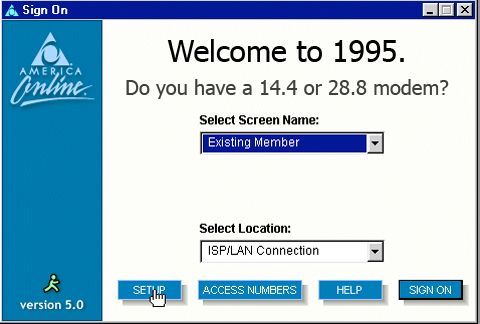 Sign On
AMERICA
Online.
Welcome to 1995.
Do you have a 14.4 or 28.8 modem?
Select Screen Name:
Existing Member
Select Location:
ISP/LAN Connection
version 5.0
SETUP
ACCESS NUMBERS
HELP
SIGN ON